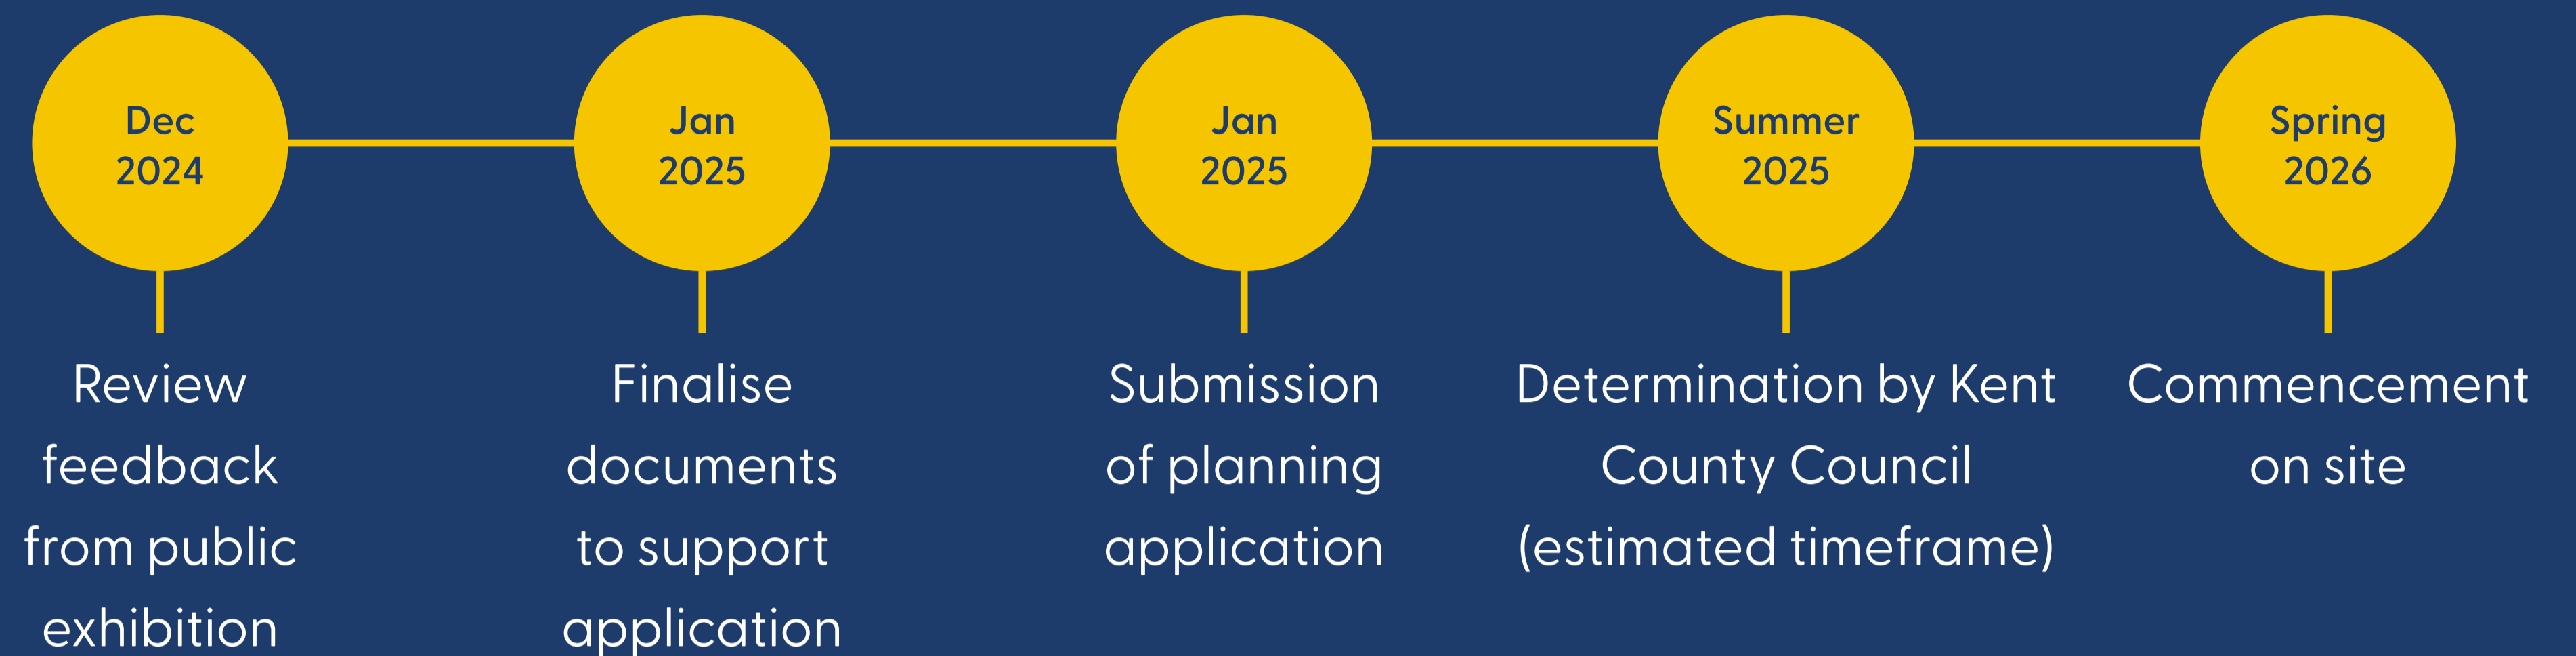 Dec
2024
Jan
2025
Jan
2025
Summer
2025
Spring
2026
Review
feedback
from public
exhibition
Finalise
documents
to support
application
Submission
of planning
application
Determination by Kent
County Council
(estimated timeframe)
Commencement
on site